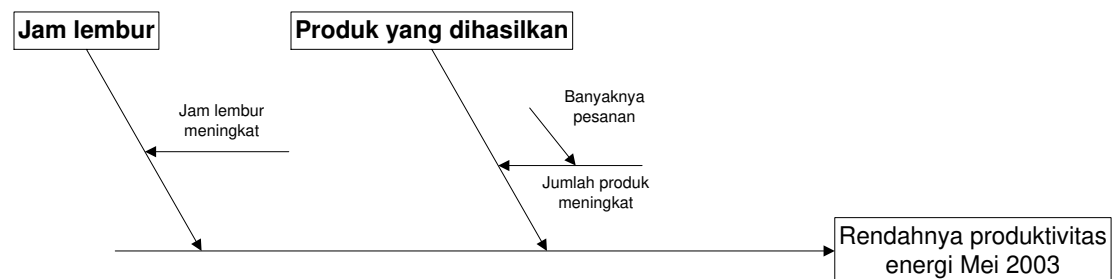 Jam lembur
Produk yang dihasilkan
Jam lembur
meningkat
Banyaknya
pesanan
Jumlah produk
meningkat
Rendahnya produktivitas
energi Mei 2003